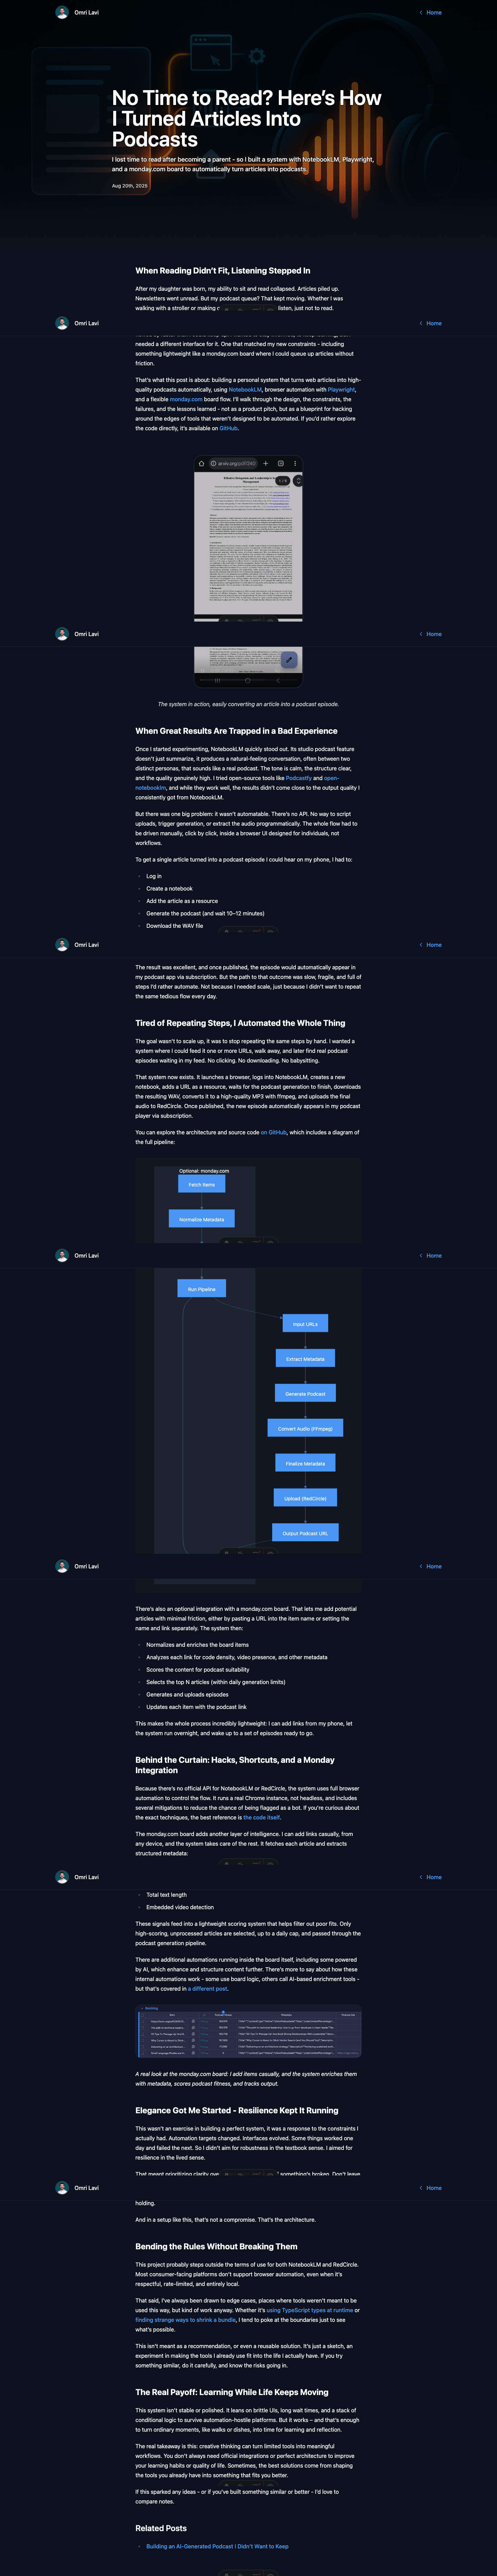 Omri Lavi
Home
No Time to Read? Here's How
I Turned Articles Into
Podcasts
I lost time to read after becoming a parent - so I built a system with NotebookLM, Playwright,
and a monday.com board to automatically turn articles into podcasts.
Aug 20th, 2025
When Reading Didn't Fit, Listening Stepped In
After my daughter was born, my ability to sit and read collapsed. Articles piled up.
Newsletters went unread. But my podcast queue? That kept moving. Whether I was
walking with a stroller or making listen, just not to read.
Omri Lavi
Home
needed a different interface for it. One that matched my new constraints - including
something lightweight like a monday.com board where I could queue up articles without
friction.
That's what this post is about: building a personal system that turns web articles into high-
quality podcasts automatically, using NotebookLM, browser automation with Playwright,
and a flexible monday.com board flow. I'll walk through the design, the constraints, the
failures, and the lessons learned - not as a product pitch, but as a blueprint for hacking
around the edges of tools that weren't designed to be automated. If you'd rather explore
the code directly, it's available on GitHub.
Omri Lavi
Home
The system in action, easily converting an article into a podcast episode.
When Great Results Are Trapped in a Bad Experience
Once I started experimenting, NotebookLM quickly stood out. Its studio podcast feature
doesn't just summarize, it produces a natural-feeling conversation, often between two
distinct personas, that sounds like a real podcast. The tone is calm, the structure clear,
and the quality genuinely high. I tried open-source tools like Podcastfy and open-
notebooklm, and while they work well, the results didn't come close to the output quality I
consistently got from NotebookLM.
But there was one big problem: it wasn't automatable. There's no API. No way to script
uploads, trigger generation, or extract the audio programmatically. The whole flow had to
be driven manually, click by click, inside a browser UI designed for individuals, not
workflows.
To get a single article turned into a podcast episode I could hear on my phone, I had to:
Log in
Create a notebook
Add the article as a resource
Generate the podcast (and wait 10–12 minutes)
Download the WAV file
Omri Lavi
Home
The result was excellent, and once published, the episode would automatically appear in
my podcast app via subscription. But the path to that outcome was slow, fragile, and full of
steps I'd rather automate. Not because I needed scale, just because I didn't want to repeat
the same tedious flow every day.
Tired of Repeating Steps, I Automated the Whole Thing
The goal wasn't to scale up, it was to stop repeating the same steps by hand. I wanted a
system where I could feed it one or more URLs, walk away, and later find real podcast
episodes waiting in my feed. No clicking. No downloading. No babysitting.
That system now exists. It launches a browser, logs into NotebookLM, creates a new
notebook, adds a URL as a resource, waits for the podcast generation to finish, downloads
the resulting WAV, converts it to a high-quality MP3 with ffmpeg, and uploads the final
audio to RedCircle. Once published, the new episode automatically appears in my podcast
player via subscription.
You can explore the architecture and source code on GitHub, which includes a diagram of
the full pipeline:
Optional: monday.com
Fetch Items
Normalize Metadata
Omri Lavi
Home
Run Pipeline
Input URLs
Extract Metadata
Generate Podcast
Convert Audio (FFmpeg)
Finalize Metadata
Upload (RedCircle)
Output Podcast URL
Omri Lavi
Home
There's also an optional integration with a monday.com board. That lets me add potential
articles with minimal friction, either by pasting a URL into the item name or setting the
name and link separately. The system then:
Normalizes and enriches the board items
Analyzes each link for code density, video presence, and other metadata
Scores the content for podcast suitability
Selects the top N articles (within daily generation limits)
Generates and uploads episodes
Updates each item with the podcast link
This makes the whole process incredibly lightweight: I can add links from my phone, let
the system run overnight, and wake up to a set of episodes ready to go.
Behind the Curtain: Hacks, Shortcuts, and a Monday
Integration
Because there's no official API for NotebookLM or RedCircle, the system uses full browser
automation to control the flow. It runs a real Chrome instance, not headless, and includes
several mitigations to reduce the chance of being flagged as a bot. If you're curious about
the exact techniques, the best reference is the code itself.
The monday.com board adds another layer of intelligence. I can add links casually, from
any device, and the system takes care of the rest. It fetches each article and extracts
structured metadata:
Omri Lavi
Home
Total text length
Embedded video detection
These signals feed into a lightweight scoring system that helps filter out poor fits. Only
high-scoring, unprocessed articles are selected, up to a daily cap, and passed through the
podcast generation pipeline.
There are additional automations running inside the board itself, including some powered
by AI, which enhance and structure content further. There's more to say about how these
internal automations work - some use board logic, others call AI-based enrichment tools -
but that's covered in a different post.
A real look at the monday.com board: I add items casually, and the system enriches them
with metadata, scores podcast fitness, and tracks output.
Elegance Got Me Started - Resilience Kept It Running
This wasn't an exercise in building a perfect system, it was a response to the constraints I
actually had. Automation targets changed. Interfaces evolved. Some things worked one
day and failed the next. So I didn't aim for robustness in the textbook sense. I aimed for
resilience in the lived sense.
That meant prioritizing clarity over something's broken. Don't leave
Omri Lavi
Home
holding.
And in a setup like this, that's not a compromise. That's the architecture.
Bending the Rules Without Breaking Them
This project probably steps outside the terms of use for both NotebookLM and RedCircle.
Most consumer-facing platforms don't support browser automation, even when it's
respectful, rate-limited, and entirely local.
That said, I've always been drawn to edge cases, places where tools weren't meant to be
used this way, but kind of work anyway. Whether it's using TypeScript types at runtime or
finding strange ways to shrink a bundle, I tend to poke at the boundaries just to see
what's possible.
This isn't meant as a recommendation, or even a reusable solution. It's just a sketch, an
experiment in making the tools I already use fit into the life I actually have. If you try
something similar, do it carefully, and know the risks going in.
The Real Payoff: Learning While Life Keeps Moving
This system isn't stable or polished. It leans on brittle UIs, long wait times, and a stack of
conditional logic to survive automation-hostile platforms. But it works – and that's enough
to turn ordinary moments, like walks or dishes, into time for learning and reflection.
The real takeaway is this: creative thinking can turn limited tools into meaningful
workflows. You don't always need official integrations or perfect architecture to improve
your learning habits or quality of life. Sometimes, the best solutions come from shaping
the tools you already have into something that fits you better.
If this sparked any ideas - or if you've built something similar or better - I'd love to
compare notes.
Related Posts
Building an AI-Generated Podcast I Didn't Want to Keep